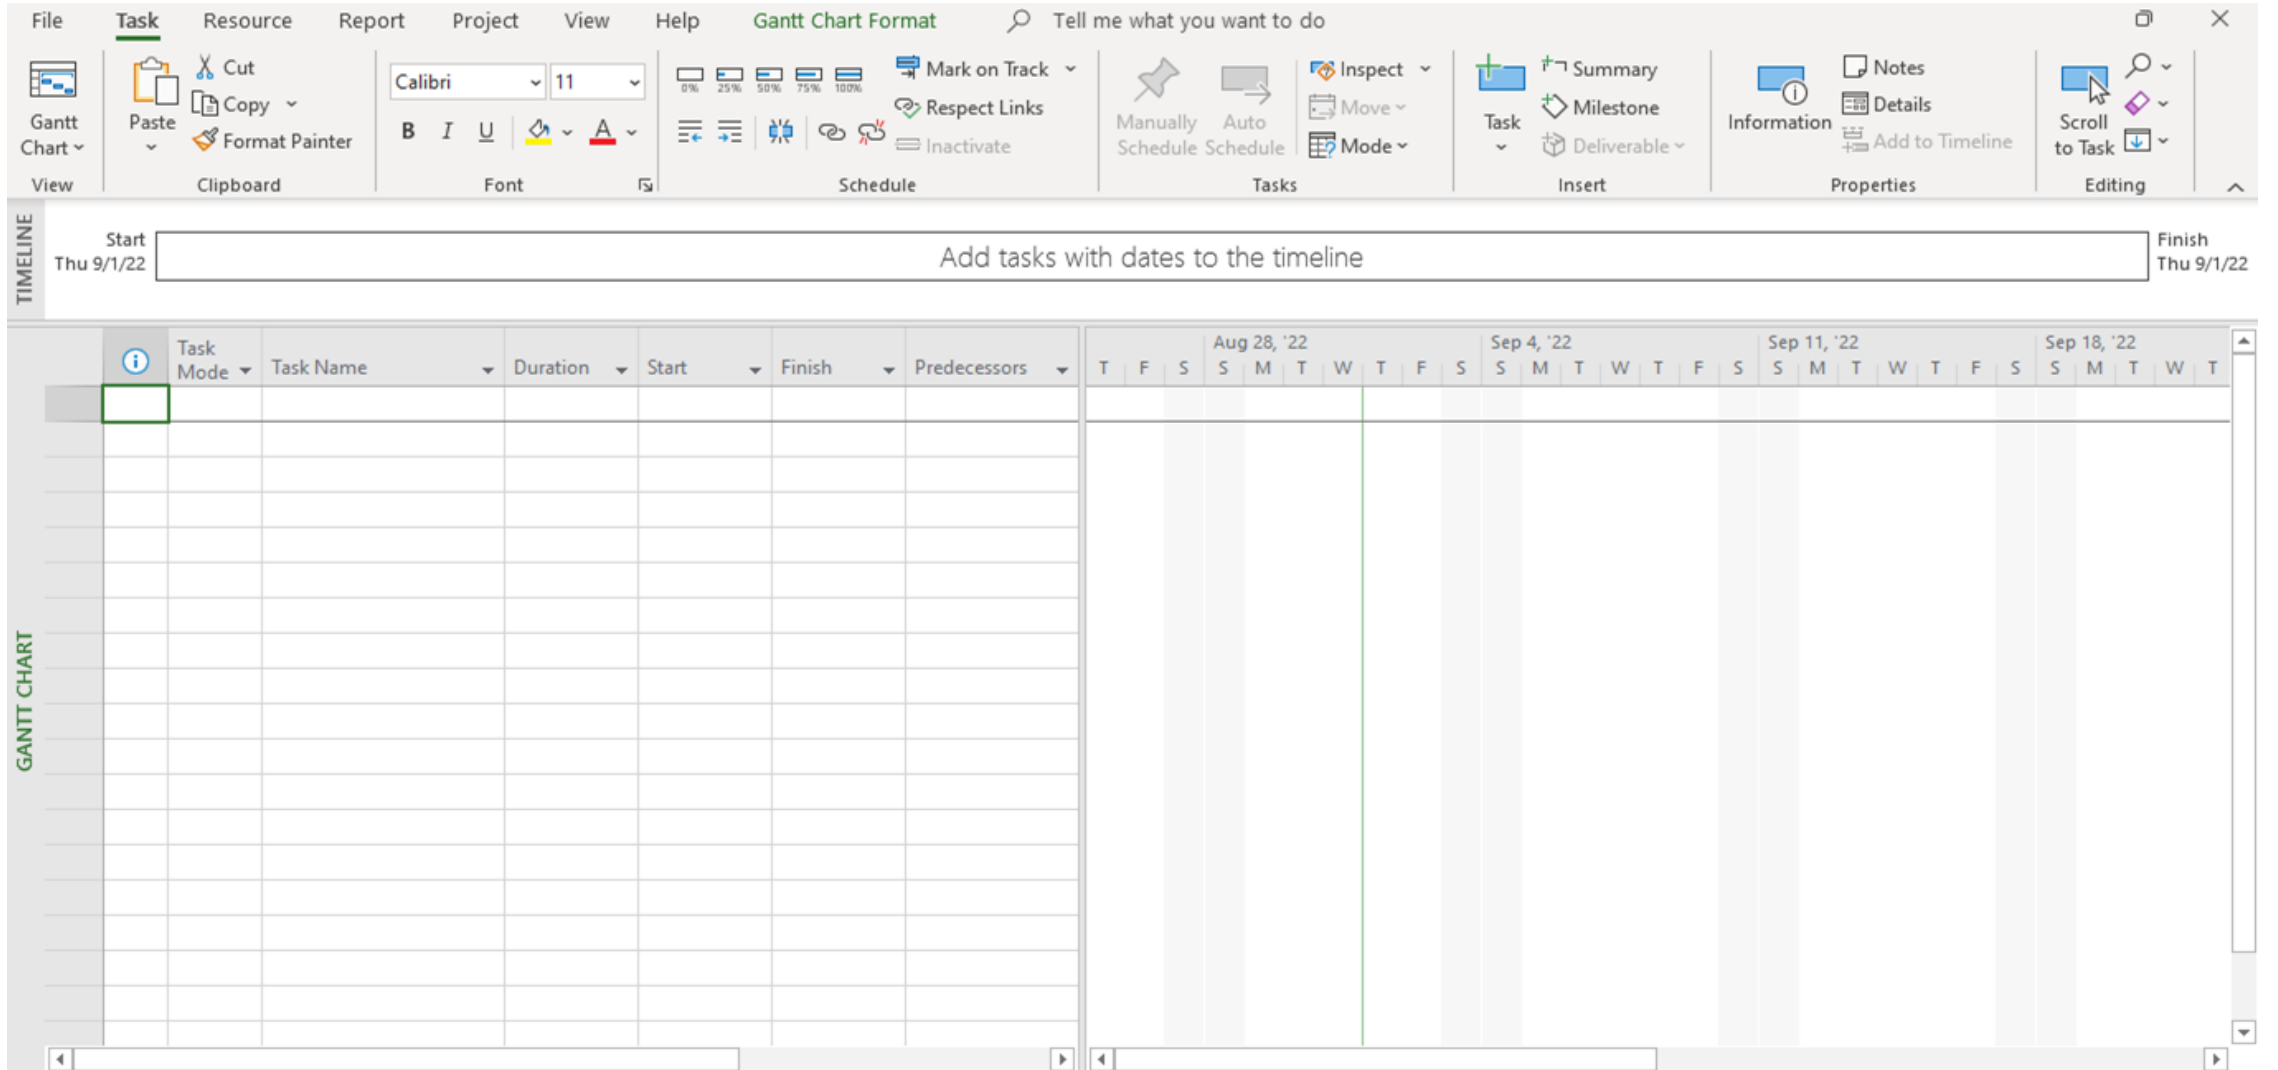 File Task Resource Report Project View Help Gantt Chart Format Tell me what you want to do
Gantt
Chart
View
Paste
Cut
Copy
Format Painter
Clipboard
Calibri 11
B I U A
Font
0% 25% 50% 75% 100%
Mark on Track
Respect Links
Inactivate
Schedule
Manually
Schedule
Auto
Schedule
Inspect
Move
Mode
Tasks
Task
Summary
Milestone
Deliverable
Insert
Information
Notes
Details
Add to Timeline
Properties
Scroll
to Task
Editing
TIMELINE
Start
Thu 9/1/22
Add tasks with dates to the timeline
Finish
Thu 9/1/22
GANTT CHART
Task
Mode
Task Name Duration Start Finish Predecessors
Aug 28, '22 Sep 4, '22 Sep 11, '22 Sep 18, '22
T F S S M T W T F S S M T W T F S S M T W T F S S M T W T